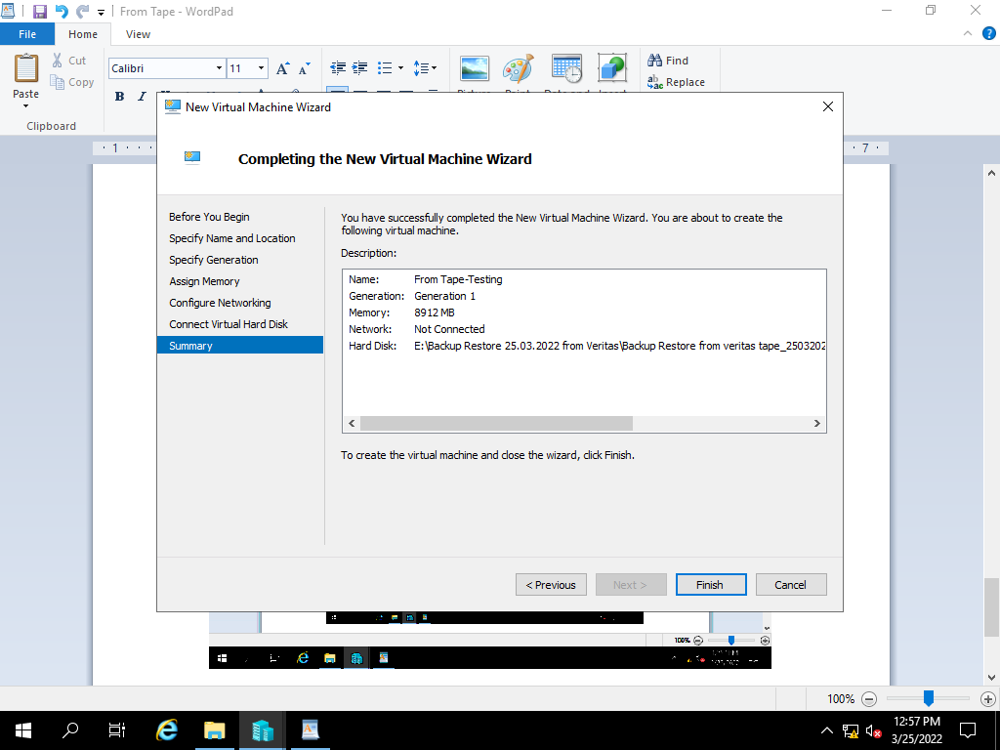 From Tape - WordPad
File Home View
Paste
Cut
Copy
Clipboard
Calibri 11
B I
Find
Replace
1 7
New Virtual Machine Wizard
Completing the New Virtual Machine Wizard
Before You Begin
Specify Name and Location
Specify Generation
Assign Memory
Configure Networking
Connect Virtual Hard Disk
Summary
You have successfully completed the New Virtual Machine Wizard. You are about to create the
following virtual machine.
Description:
Name: From Tape-Testing
Generation: Generation 1
Memory: 8912 MB
Network: Not Connected
Hard Disk: E:\Backup Restore 25.03.2022 from Veritas\Backup Restore from veritas tape_2503202
To create the virtual machine and close the wizard, click Finish.
< Previous Next > Finish Cancel
100%
100%
12:57 PM
3/25/2022